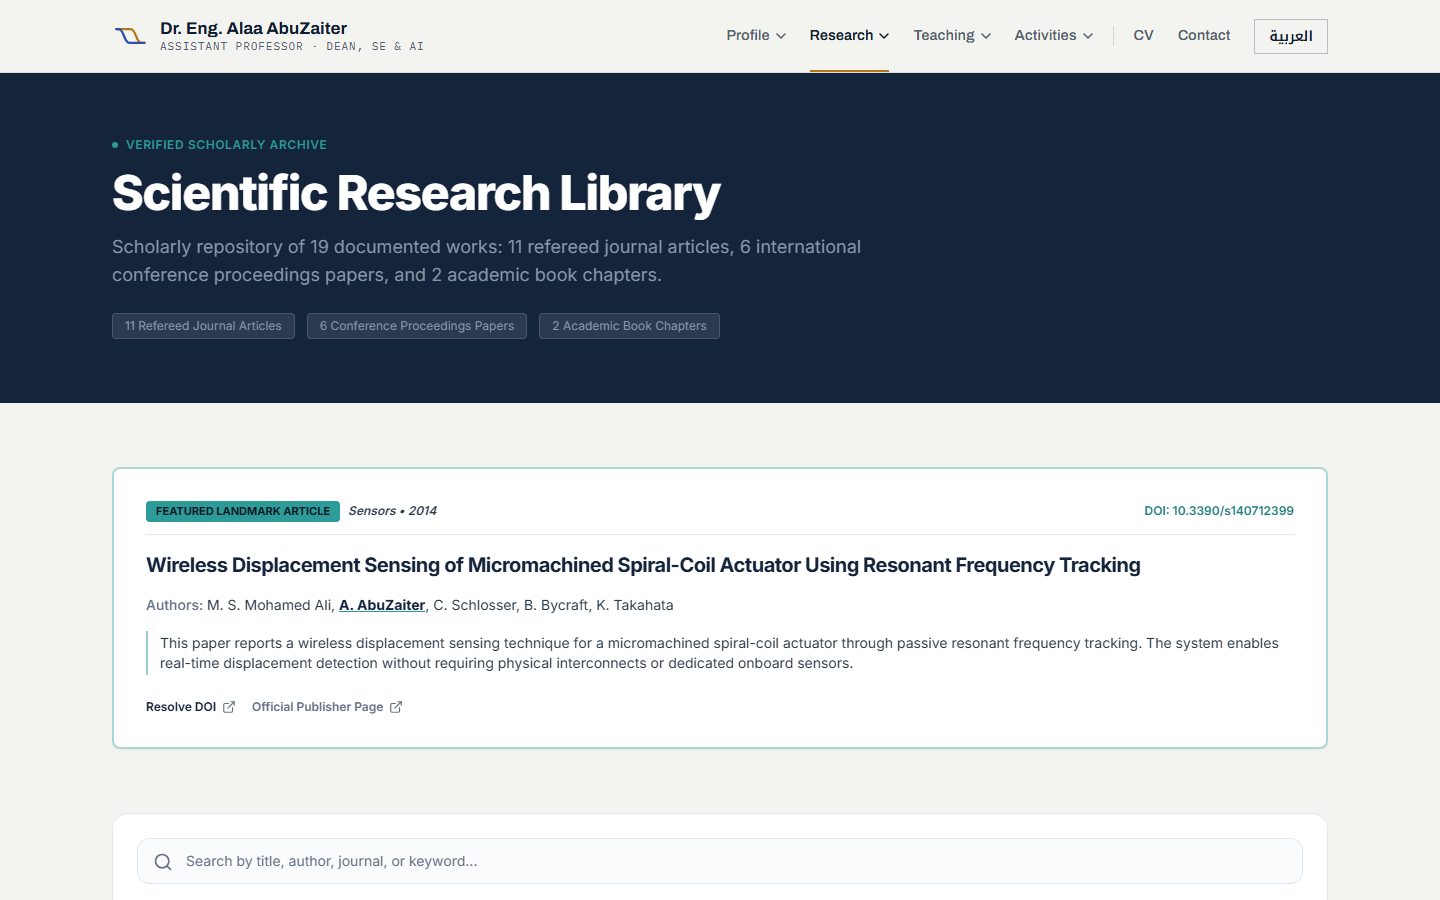 Dr. Eng. Alaa AbuZaiter
ASSISTANT PROFESSOR · DEAN, SE & AI
Profile
Research
Teaching
Activities
CV
Contact
العربية
VERIFIED SCHOLARLY ARCHIVE
Scientific Research Library
Scholarly repository of 19 documented works: 11 refereed journal articles, 6 international
conference proceedings papers, and 2 academic book chapters.
11 Refereed Journal Articles
6 Conference Proceedings Papers
2 Academic Book Chapters
FEATURED LANDMARK ARTICLE
Sensors • 2014
DOI: 10.3390/s140712399
Wireless Displacement Sensing of Micromachined Spiral-Coil Actuator Using Resonant Frequency Tracking
Authors: M. S. Mohamed Ali, A. AbuZaiter, C. Schlosser, B. Bycraft, K. Takahata
This paper reports a wireless displacement sensing technique for a micromachined spiral-coil actuator through passive resonant frequency tracking. The system enables
real-time displacement detection without requiring physical interconnects or dedicated onboard sensors.
Resolve DOI
Official Publisher Page
Search by title, author, journal, or keyword...